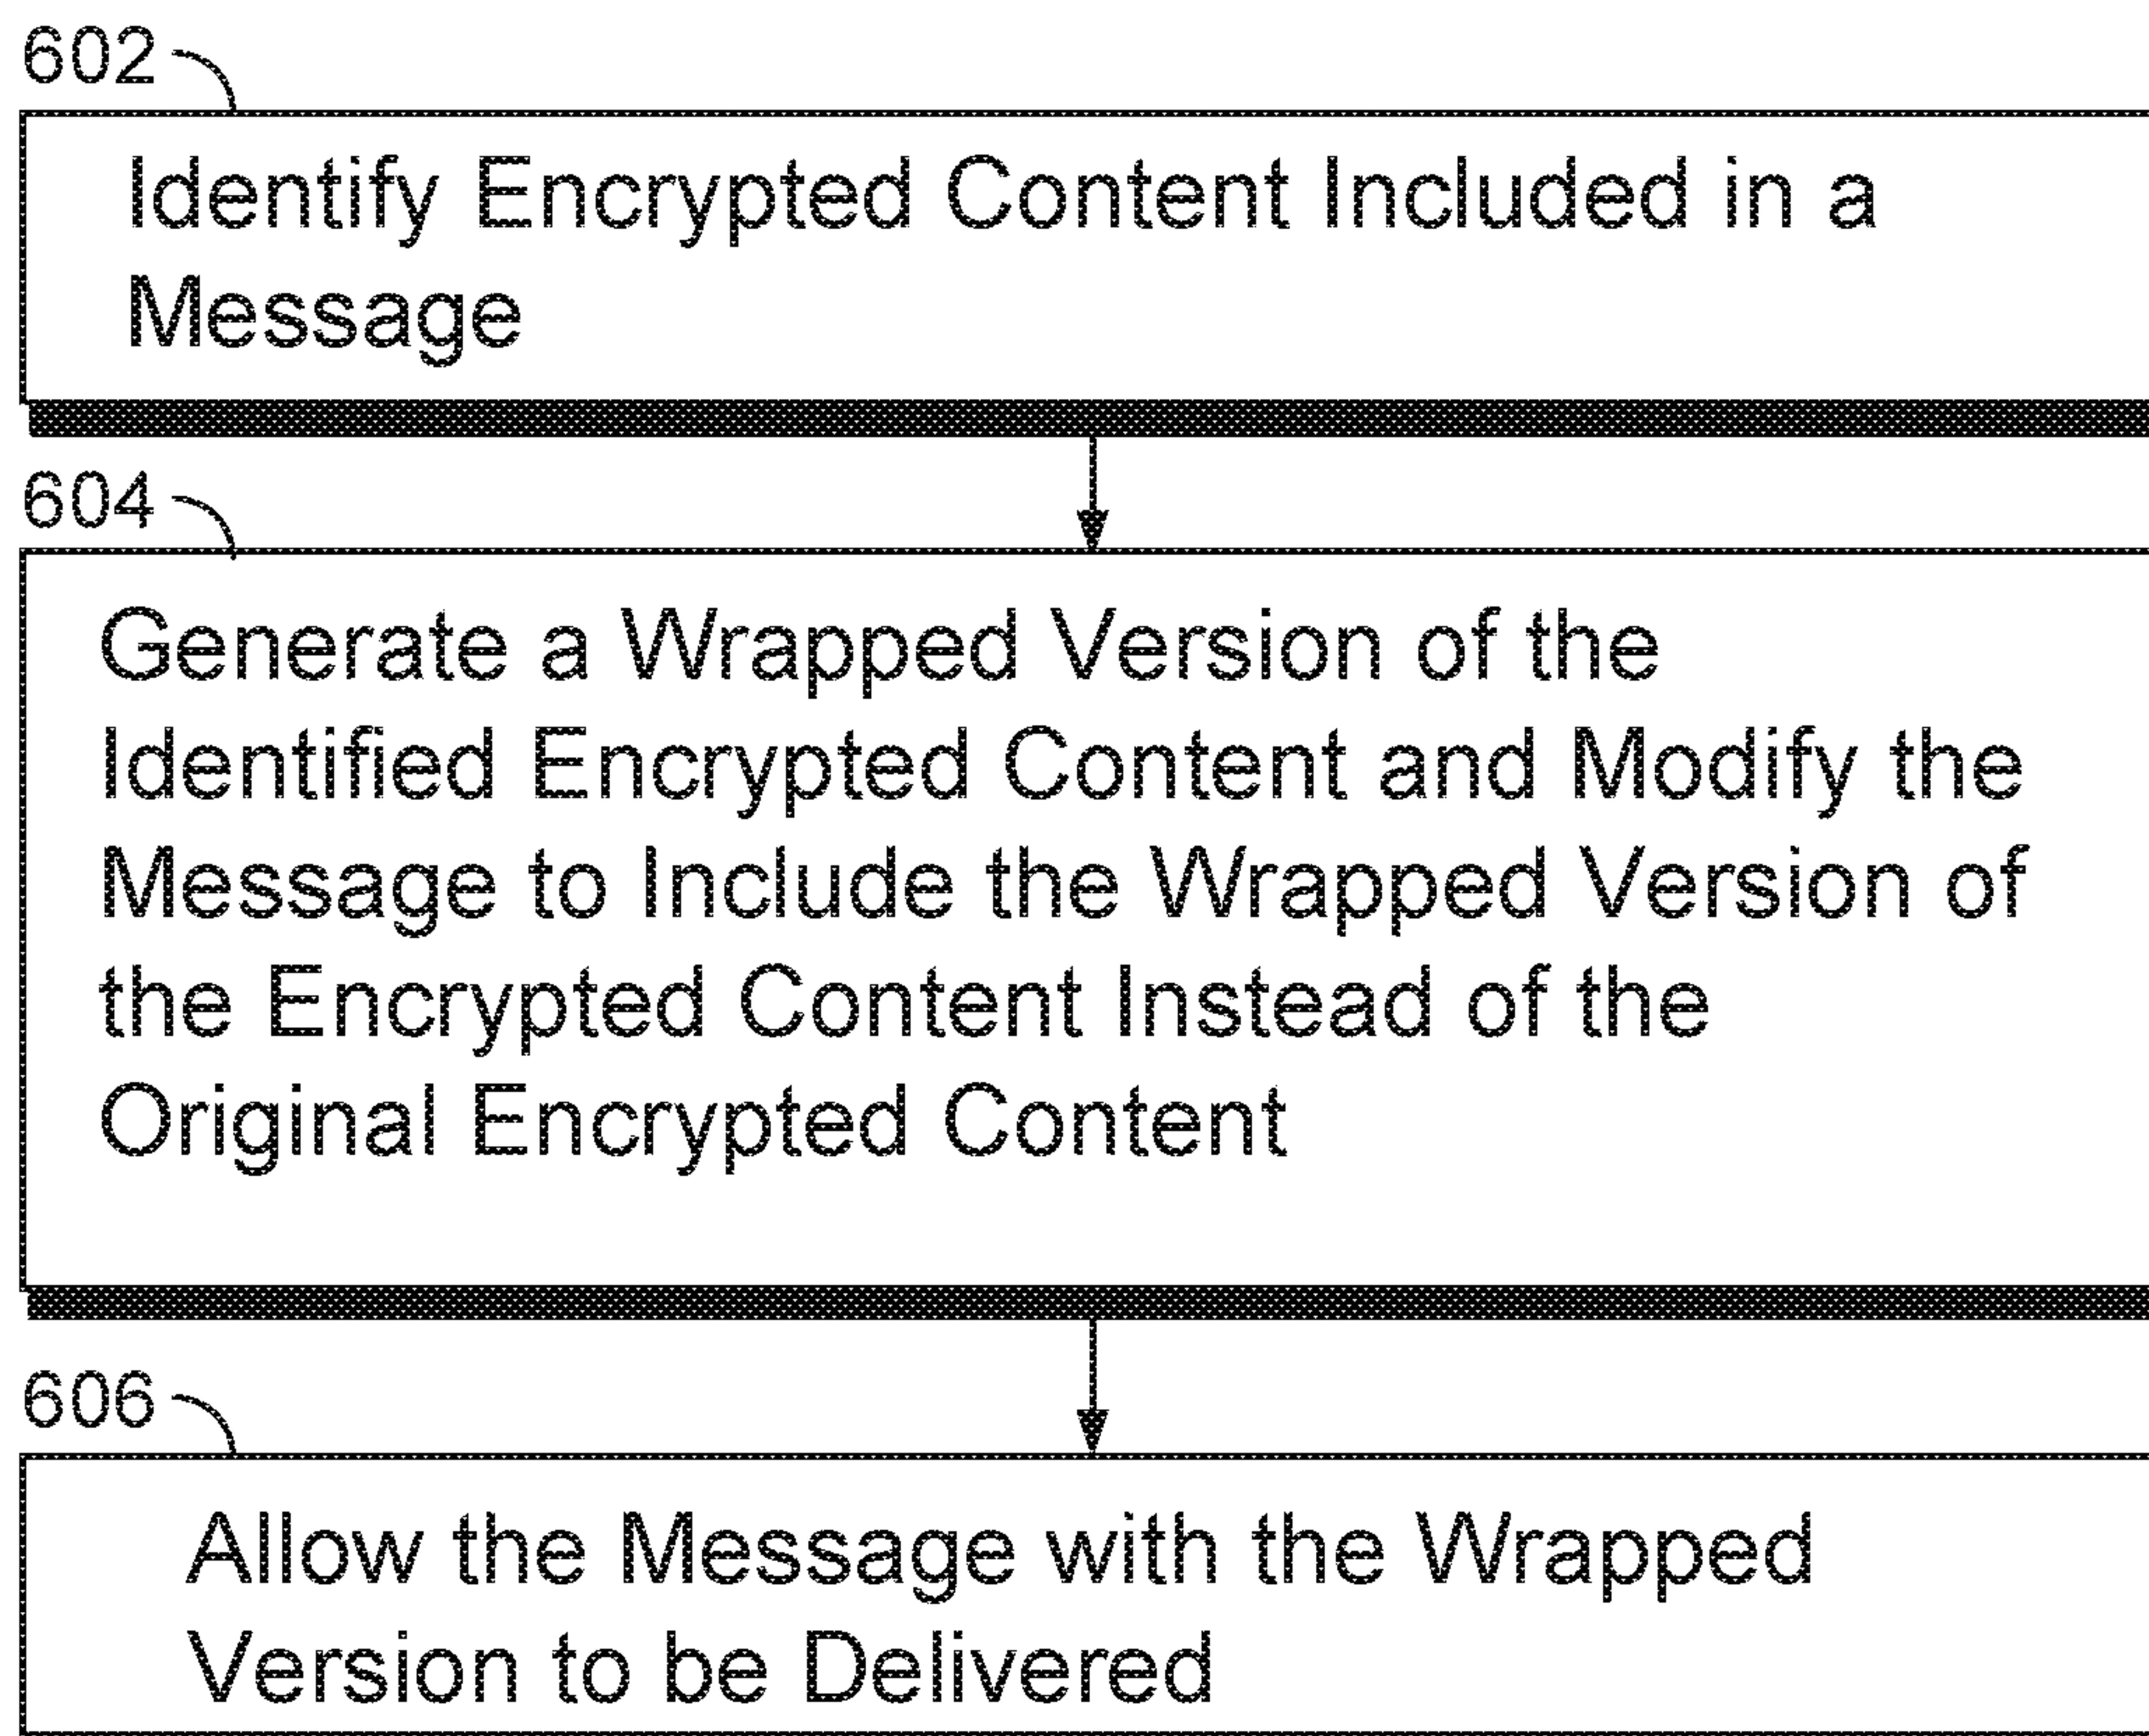 602
Identify Encrypted Content Included in a
Message
604
Generate a Wrapped Version of the
Identified Encrypted Content and Modify the
Message to Include the Wrapped Version of
the Encrypted Content Instead of the
Original Encrypted Content
606
Allow the Message with the Wrapped
Version to be Delivered